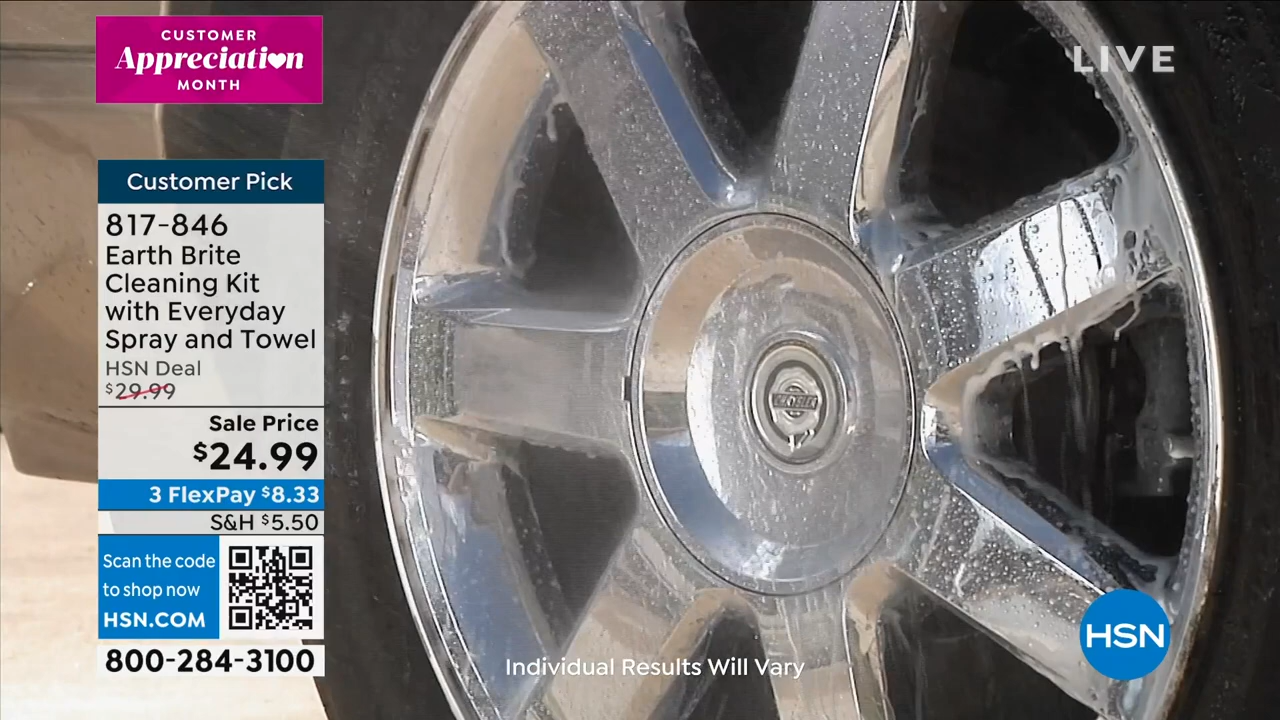 CUSTOMER
Appreciation
MONTH
LIVE
Customer Pick
817-846
Earth Brite
Cleaning Kit
with Everyday
Spray and Towel
HSN Deal
$29.99
Sale Price
$24.99
3 FlexPay $8.33
S&H $5.50
Scan the code
to shop now
HSN.COM
800-284-3100
Individual Results Will Vary
HSN